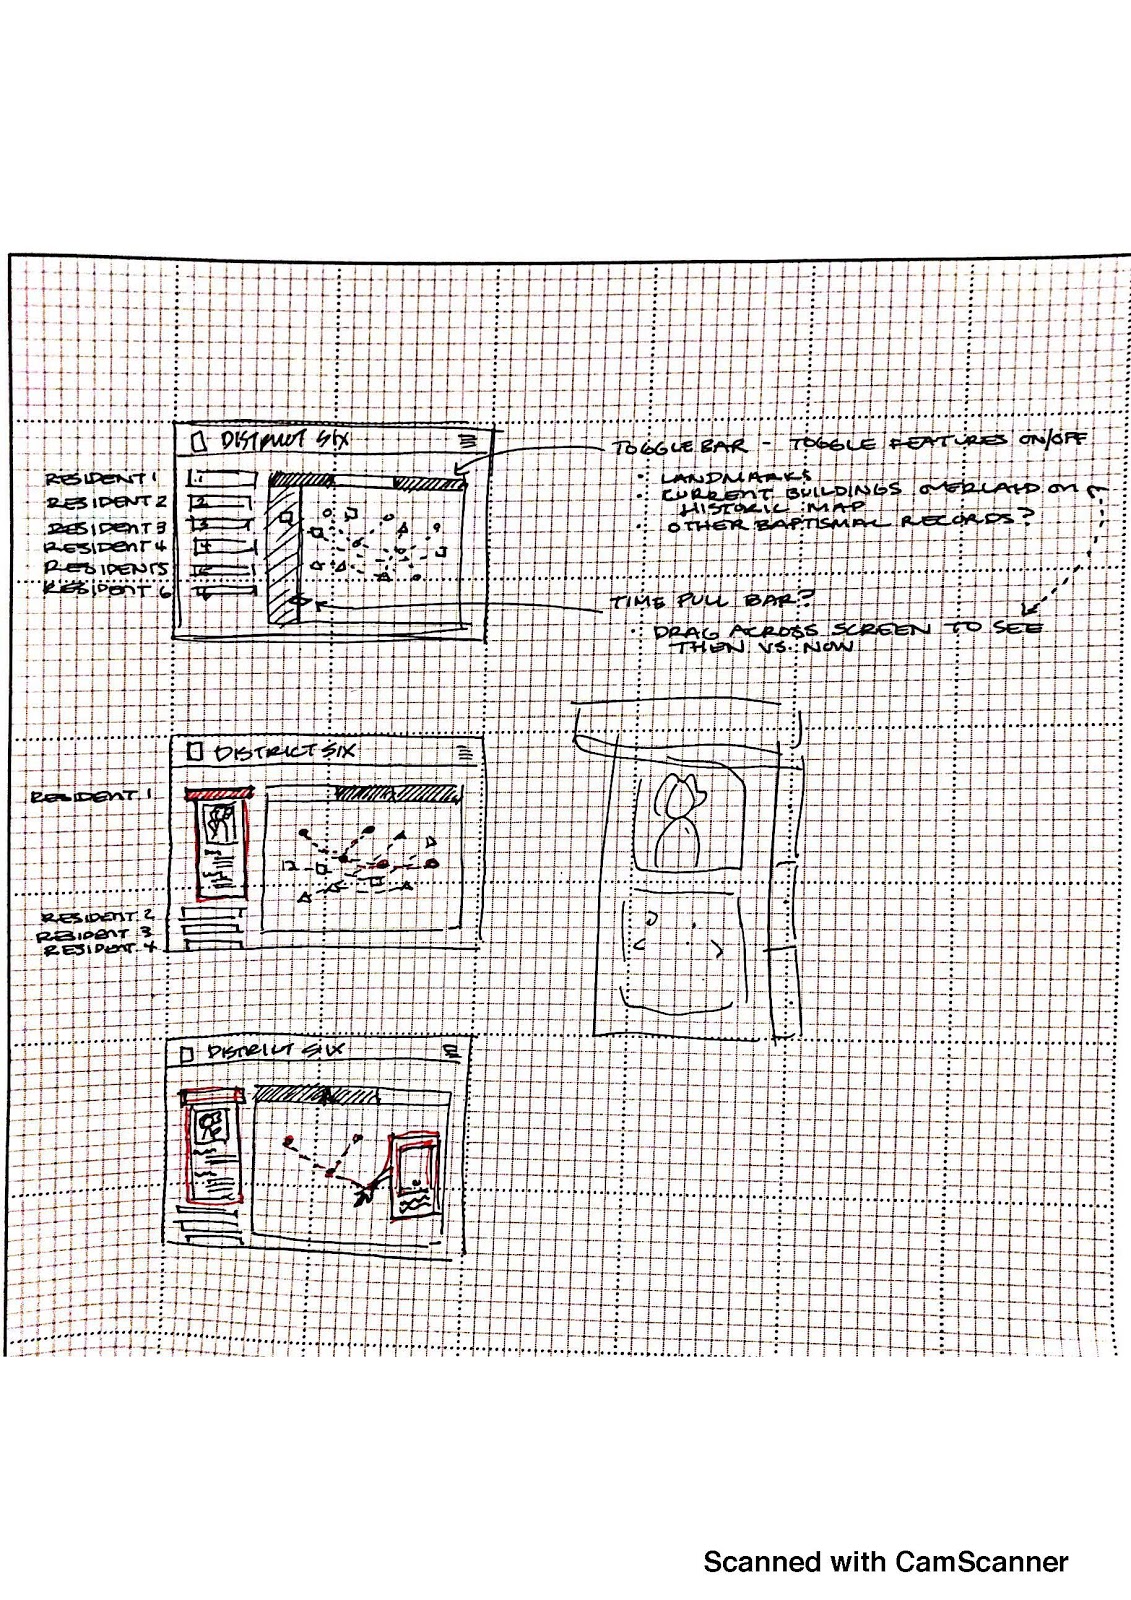 DISTRICT SIX
RESIDENT 1
RESIDENT 2
RESIDENT 3
RESIDENT 4
RESIDENT 5
RESIDENT 6
1
2
3
4
TOGGLE BAR - TOGGLE FEATURES ON/OFF
· LANDMARKS
· CURRENT BUILDINGS OVERLAID ON
HISTORIC MAP
· OTHER BAPTISMAL RECORDS?
TIME PULL BAR?
· DRAG ACROSS SCREEN TO SEE
THEN VS. NOW
DISTRICT SIX
RESIDENT 1
RESIDENT 2
RESIDENT 3
RESIDENT 4
DISTRICT SIX
Scanned with CamScanner